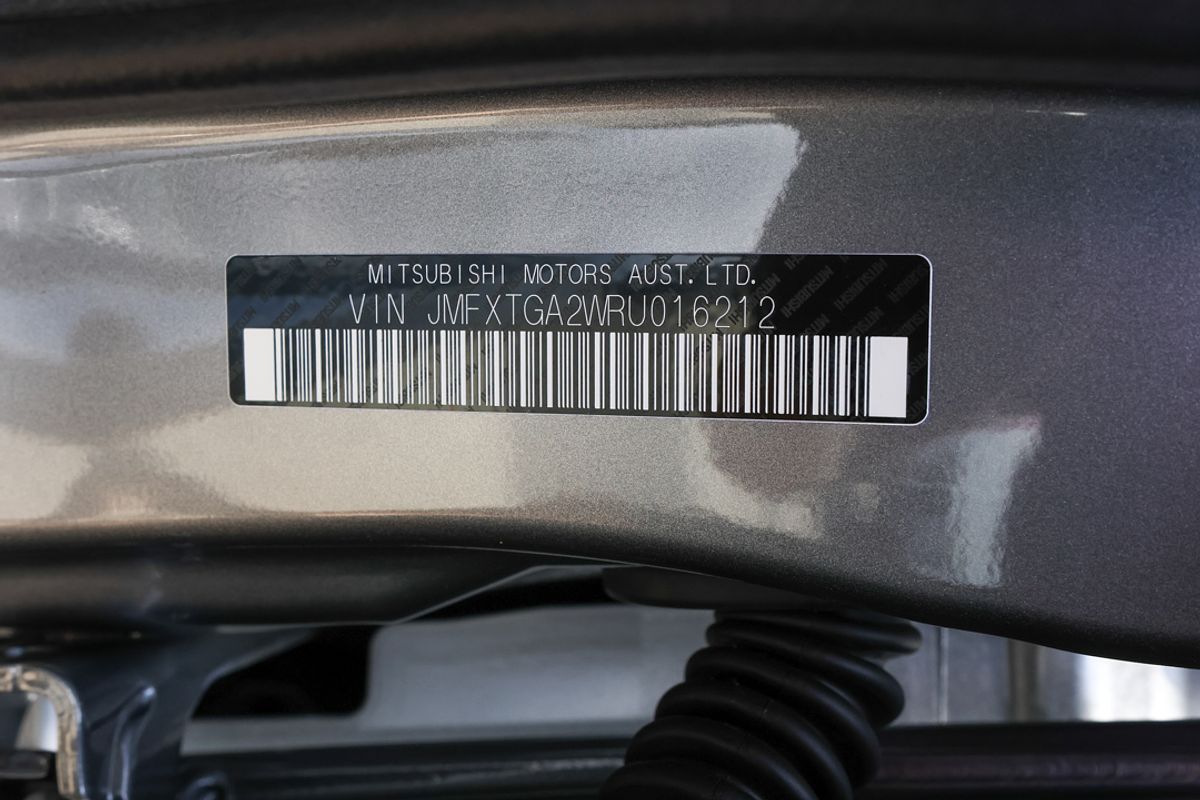 MITSUBISHI MOTORS AUST. LTD.
VIN JMFXTGA2WRU016212